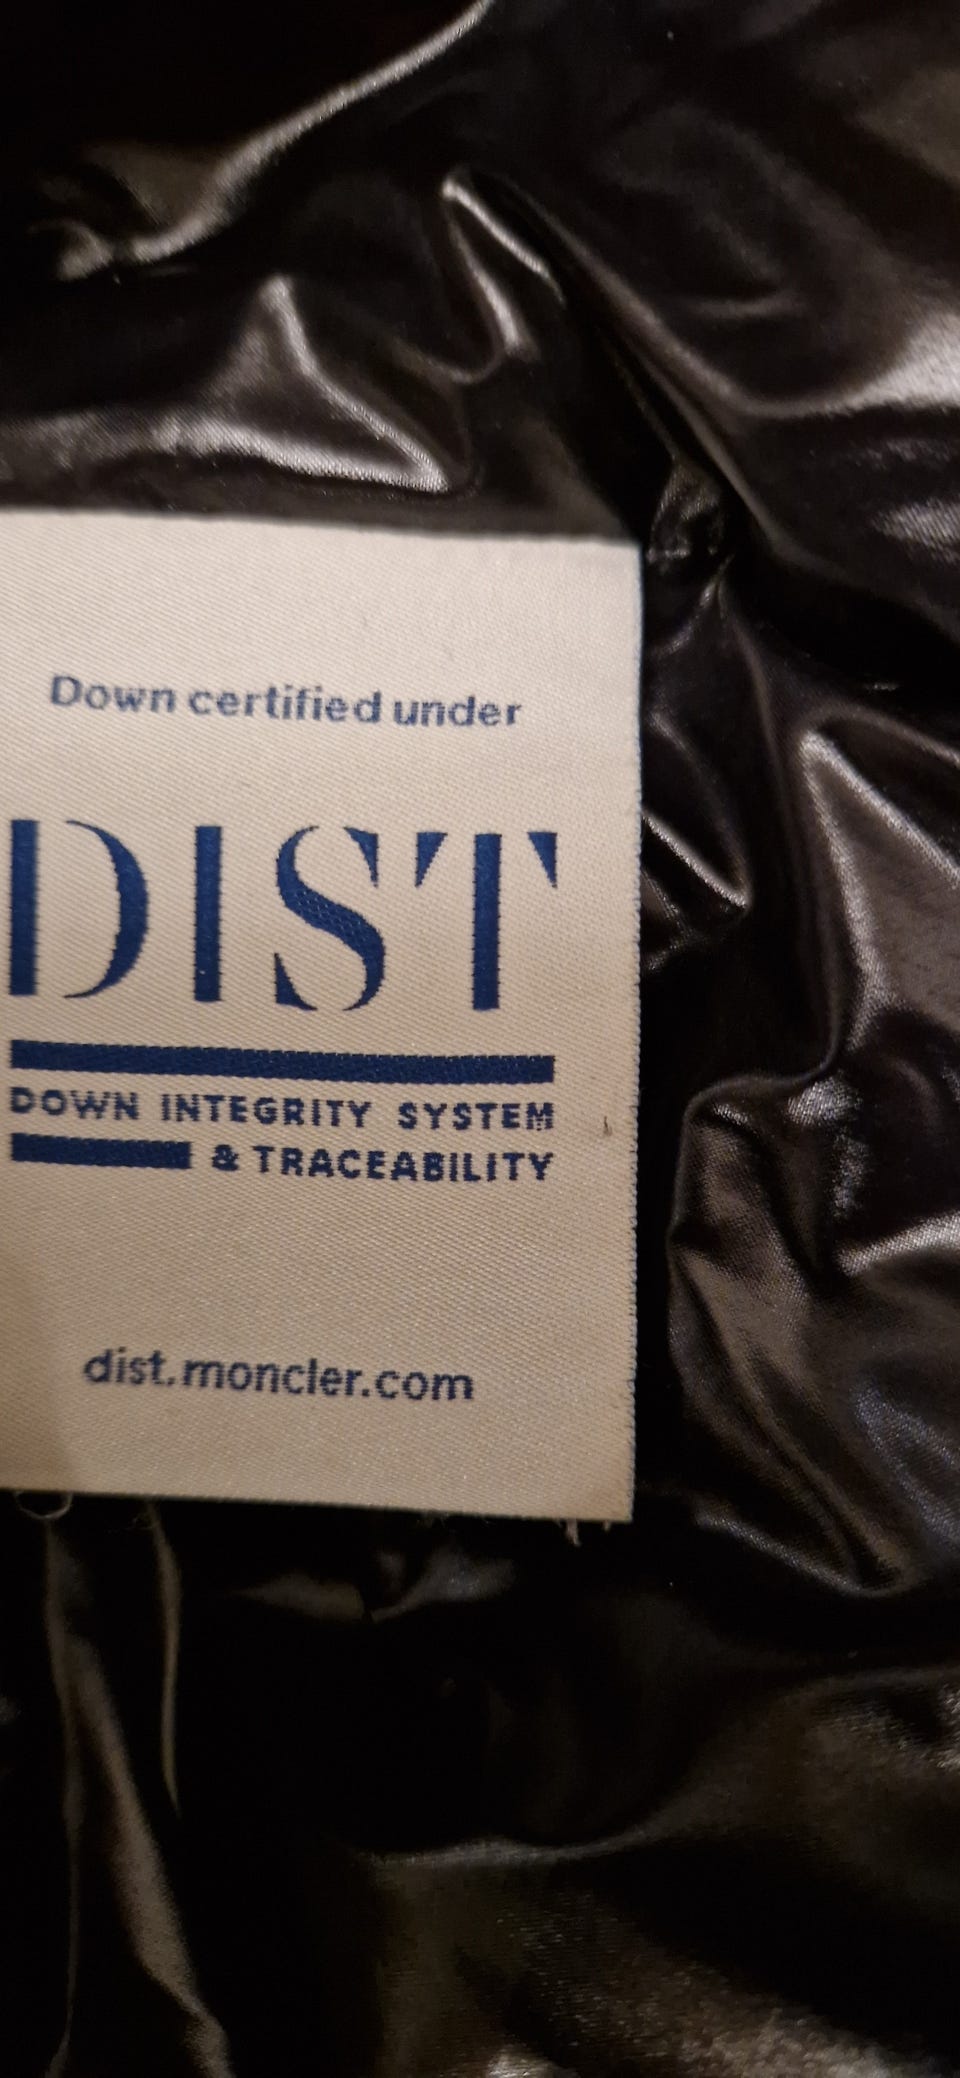 Down certified under
DIST
DOWN INTEGRITY SYSTEM
& TRACEABILITY
dist.moncler.com